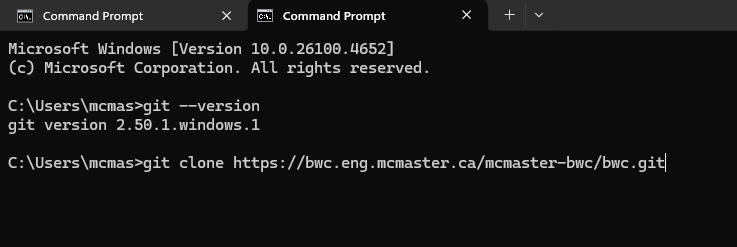 Command Prompt
Command Prompt
Microsoft Windows [Version 10.0.26100.4652]
(c) Microsoft Corporation. All rights reserved.
C:\Users\mcmas>git --version
git version 2.50.1.windows.1
C:\Users\mcmas>git clone https://bwc.eng.mcmaster.ca/mcmaster-bwc/bwc.git